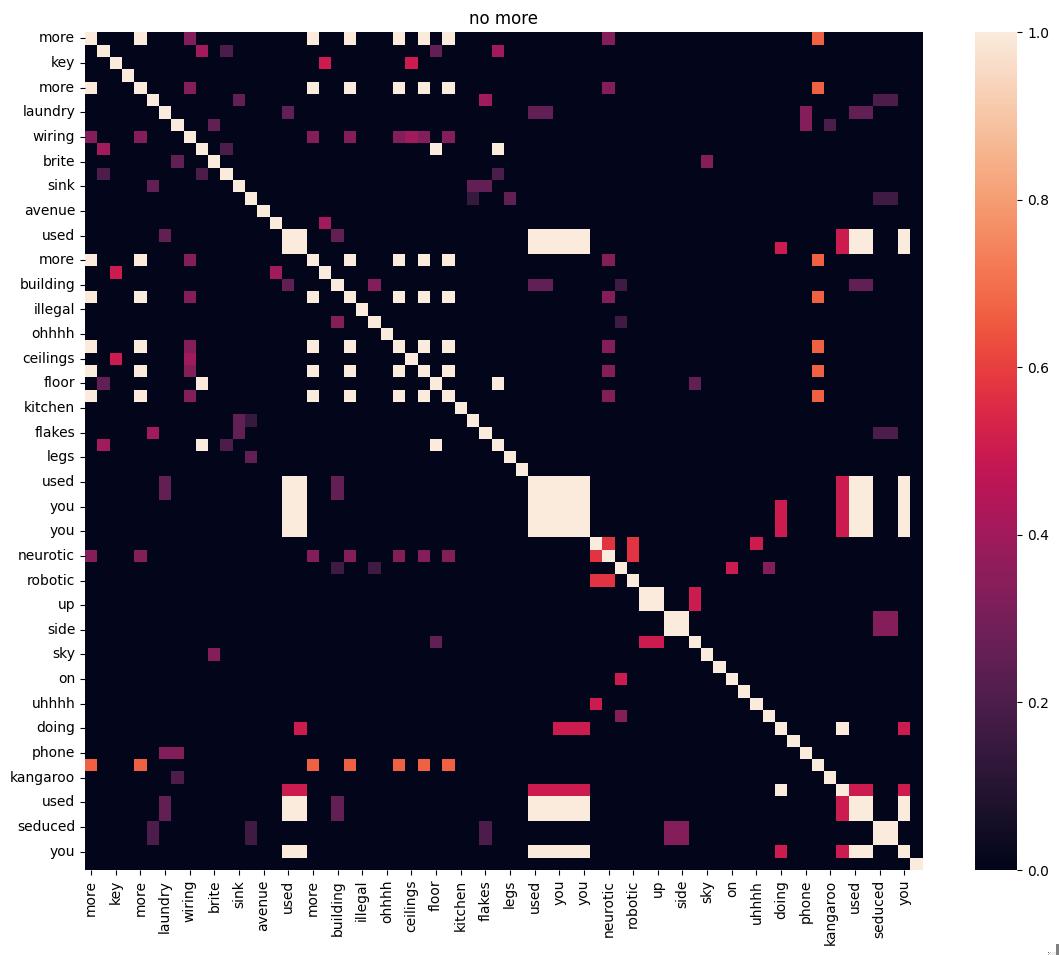 no more
more
key
more
laundry
wiring
brite
sink
avenue
used
more
building
illegal
ohhhh
ceilings
floor
kitchen
flakes
legs
used
you
you
neurotic
robotic
up
side
sky
on
uhhhh
doing
phone
kangaroo
used
seduced
you
more
key
more
laundry
wiring
brite
sink
avenue
used
more
building
illegal
ohhhh
ceilings
floor
kitchen
flakes
legs
used
you
you
neurotic
robotic
up
side
sky
on
uhhhh
doing
phone
kangaroo
used
seduced
you
1.0
0.8
0.6
0.4
0.2
0.0